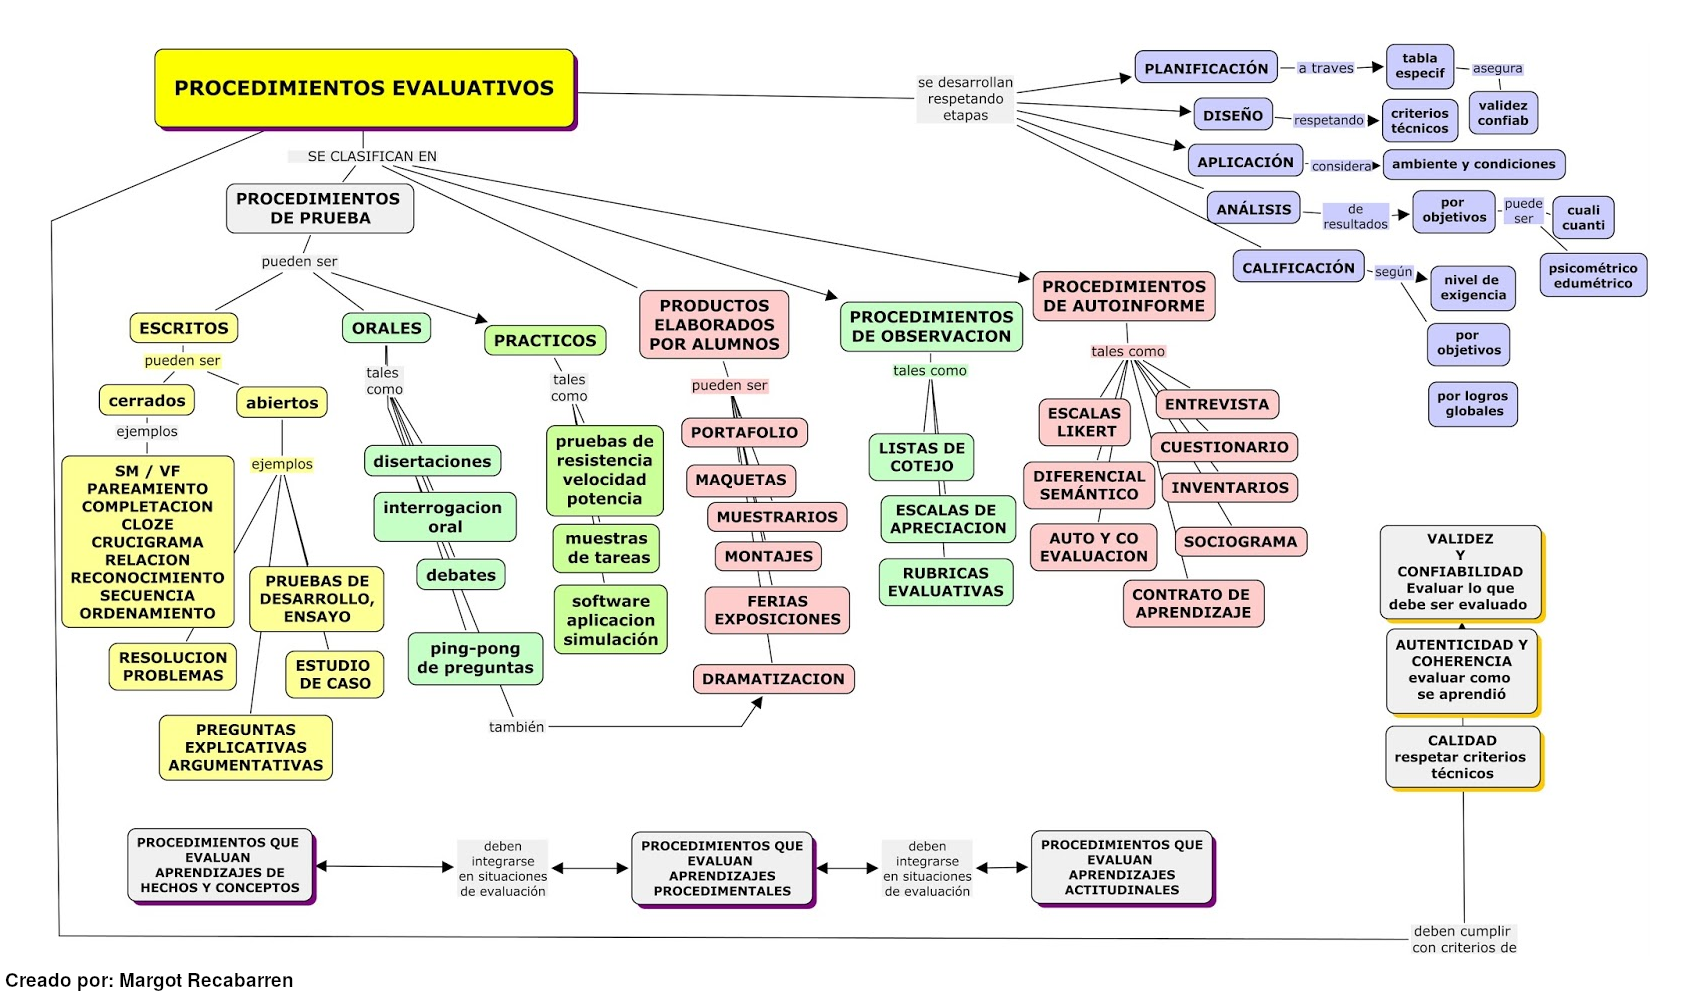 PROCEDIMIENTOS EVALUATIVOS
se desarrollan
respetando
etapas
PLANIFICACIÓN
a traves
tabla
especif
asegura
validez
confiab
DISEÑO
respetando
criterios
técnicos
APLICACIÓN
considera
ambiente y condiciones
ANÁLISIS
de
resultados
por
objetivos
puede
ser
cuali
cuanti
psicométrico
edumétrico
CALIFICACIÓN
según
nivel de
exigencia
por
objetivos
por logros
globales
SE CLASIFICAN EN
PROCEDIMIENTOS
DE PRUEBA
pueden ser
ESCRITOS
pueden ser
cerrados
ejemplos
SM / VF
PAREAMIENTO
COMPLETACION
CLOZE
CRUCIGRAMA
RELACION
RECONOCIMIENTO
SECUENCIA
ORDENAMIENTO
abiertos
ejemplos
PRUEBAS DE
DESARROLLO,
ENSAYO
RESOLUCION
PROBLEMAS
ESTUDIO
DE CASO
PREGUNTAS
EXPLICATIVAS
ARGUMENTATIVAS
ORALES
tales
como
disertaciones
interrogacion
oral
debates
ping-pong
de preguntas
también
PRACTICOS
tales
como
pruebas de
resistencia
velocidad
potencia
muestras
de tareas
software
aplicacion
simulación
PRODUCTOS
ELABORADOS
POR ALUMNOS
pueden ser
PORTAFOLIO
MAQUETAS
MUESTRARIOS
MONTAJES
FERIAS
EXPOSICIONES
DRAMATIZACION
PROCEDIMIENTOS
DE OBSERVACION
tales como
LISTAS DE
COTEJO
ESCALAS DE
APRECIACION
RUBRICAS
EVALUATIVAS
PROCEDIMIENTOS
DE AUTOINFORME
tales como
ESCALAS
LIKERT
DIFERENCIAL
SEMÁNTICO
AUTO Y CO
EVALUACION
ENTREVISTA
CUESTIONARIO
INVENTARIOS
SOCIOGRAMA
CONTRATO DE
APRENDIZAJE
VALIDEZ
Y
CONFIABILIDAD
Evaluar lo que
debe ser evaluado
AUTENTICIDAD Y
COHERENCIA
evaluar como
se aprendió
CALIDAD
respetar criterios
técnicos
deben cumplir
con criterios de
PROCEDIMIENTOS QUE
EVALUAN
APRENDIZAJES DE
HECHOS Y CONCEPTOS
deben
integrarse
en situaciones
de evaluación
PROCEDIMIENTOS QUE
EVALUAN
APRENDIZAJES
PROCEDIMENTALES
deben
integrarse
en situaciones
de evaluación
PROCEDIMIENTOS QUE
EVALUAN
APRENDIZAJES
ACTITUDINALES
Creado por: Margot Recabarren